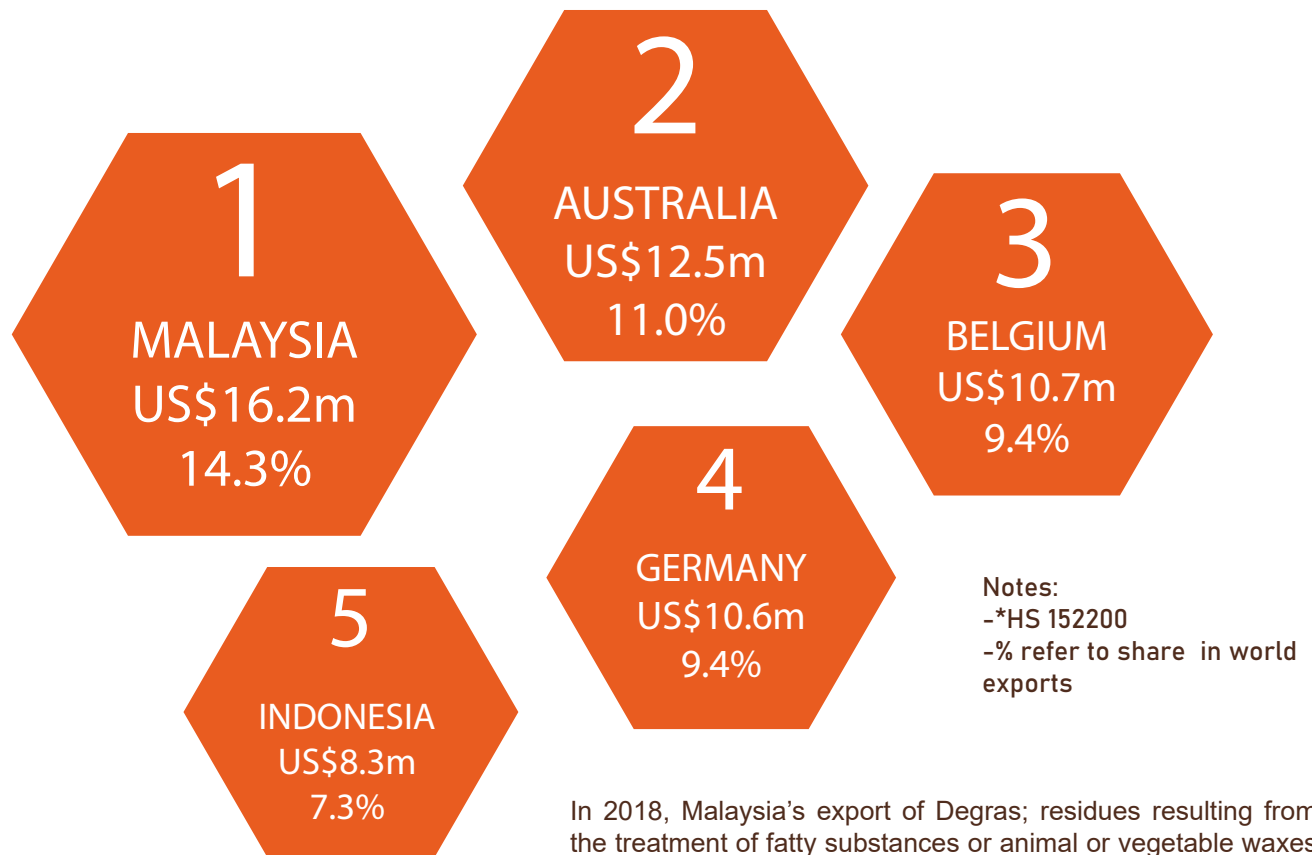 1
MALAYSIA
US$16.2m
14.3%
2
AUSTRALIA
US$12.5m
11.0%
3
BELGIUM
US$10.7m
9.4%
4
GERMANY
US$10.6m
9.4%
5
INDONESIA
US$8.3m
7.3%
Notes:
-*HS 152200
-% refer to share in world
exports
In 2018, Malaysia’s export of Degras; residues resulting from
the treatment of fatty substances or animal or vegetable waxes